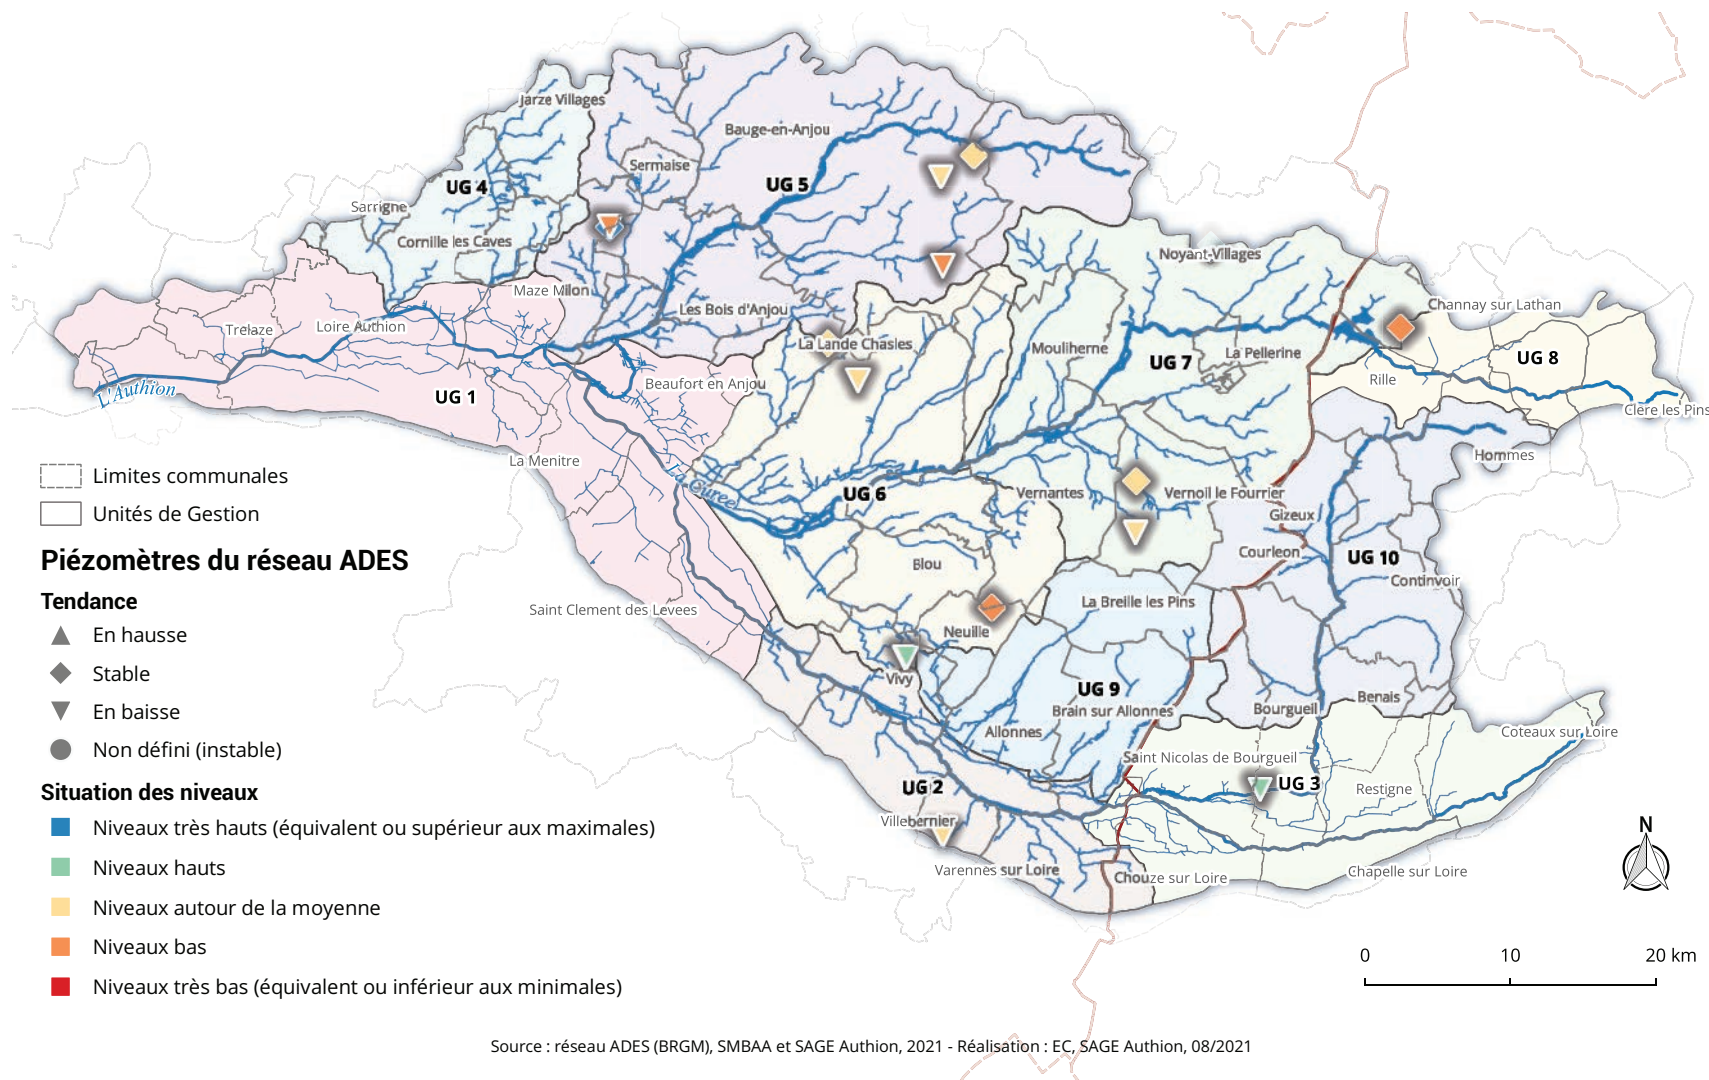 Jarze Villages
Bauge-en-Anjou
Sermaise
UG 4
UG 5
Sarrigne
Cornille les Caves
Noyant-Villages
Maze Milon
Les Bois d'Anjou
Channay sur Lathan
Trelaze
Loire Authion
La Lande Chasles
Mouliherne
La Pellerine
UG 7
UG 8
Rille
L'Authion
UG 1
Beaufort en Anjou
Clere les Pins
La Menitre
Hommes
La Curee
UG 6
Vernantes
Vernoil le Fourrier
Gizeux
Courleon
UG 10
Continvoir
Blou
La Breille les Pins
Saint Clement des Levees
Neuille
Vivy
UG 9
Benais
Bourgueil
Brain sur Allonnes
Allonnes
Coteaux sur Loire
Saint Nicolas de Bourgueil
UG 2
UG 3
Restigne
Villebernier
Varennes sur Loire
Chouze sur Loire
Chapelle sur Loire
Limites communales
Unités de Gestion
Piézomètres du réseau ADES
Tendance
En hausse
Stable
En baisse
Non défini (instable)
Situation des niveaux
Niveaux très hauts (équivalent ou supérieur aux maximales)
Niveaux hauts
Niveaux autour de la moyenne
Niveaux bas
Niveaux très bas (équivalent ou inférieur aux minimales)
N
0 10 20 km
Source : réseau ADES (BRGM), SMBAA et SAGE Authion, 2021 - Réalisation : EC, SAGE Authion, 08/2021